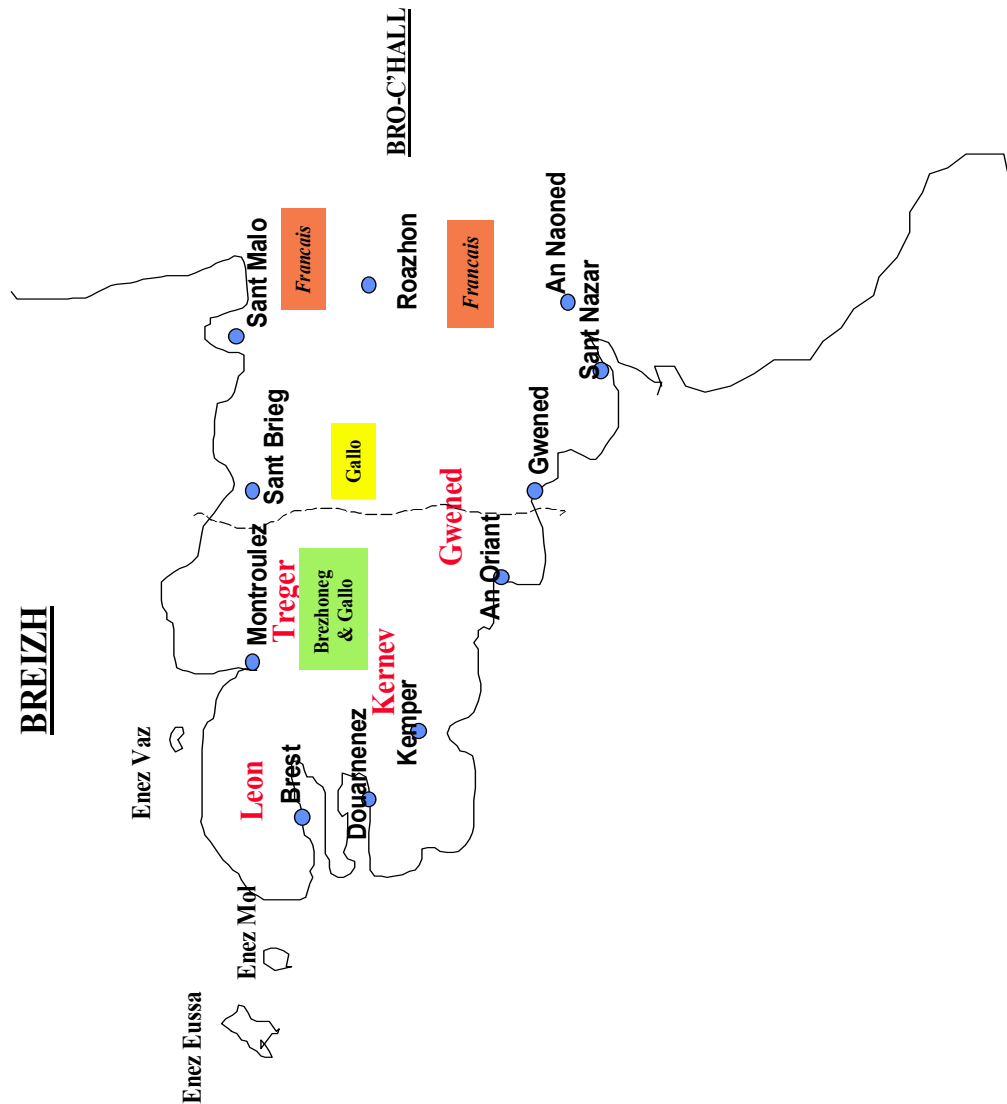 BREIZH
BRO-C'HALL
Enez Eussa
Enez Mol
Enez Vaz
Leon
Brest
Montroulez
Treger
Brezhoneg
& Gallo
Douarnenez
Kernev
Kemper
Sant Brieg
Gallo
Sant Malo
Francais
Roazhon
Francais
Gwened
An Oriant
Gwened
An Naoned
Sant Nazar